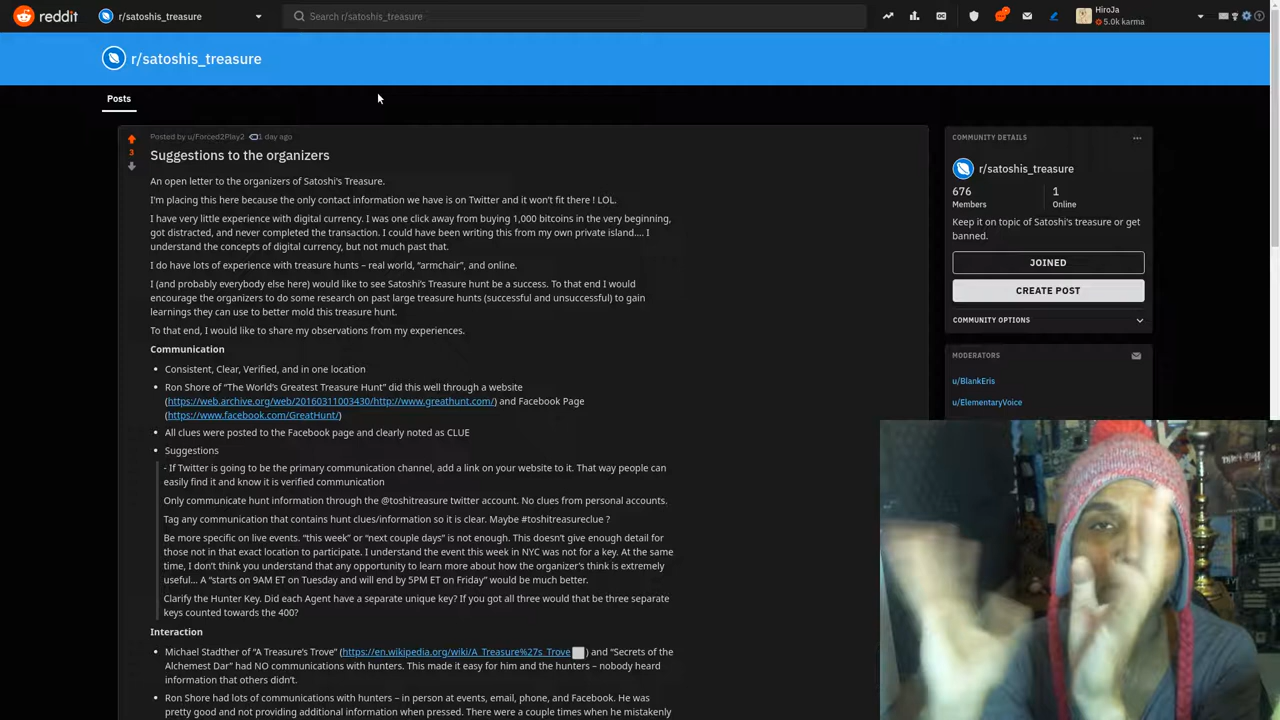 reddit
r/satoshis_treasure
Search r/satoshis_treasure
HiroJa
5.0k karma
r/satoshis_treasure
Posts
Posted by u/Forced2Play2 1 day ago
3
Suggestions to the organizers
An open letter to the organizers of Satoshi's Treasure.
I'm placing this here because the only contact information we have is on Twitter and it won't fit there ! LOL.
I have very little experience with digital currency. I was one click away from buying 1,000 bitcoins in the very beginning,
got distracted, and never completed the transaction. I could have been writing this from my own private island.... I
understand the concepts of digital currency, but not much past that.
I do have lots of experience with treasure hunts – real world, “armchair”, and online.
I (and probably everybody else here) would like to see Satoshi's Treasure hunt be a success. To that end I would
encourage the organizers to do some research on past large treasure hunts (successful and unsuccessful) to gain
learnings they can use to better mold this treasure hunt.
To that end, I would like to share my observations from my experiences.
Communication
• Consistent, Clear, Verified, and in one location
• Ron Shore of “The World's Greatest Treasure Hunt” did this well through a website
(https://web.archive.org/web/20160311003430/http://www.greathunt.com/) and Facebook Page
(https://www.facebook.com/GreatHunt/)
• All clues were posted to the Facebook page and clearly noted as CLUE
• Suggestions
- If Twitter is going to be the primary communication channel, add a link on your website to it. That way people can
easily find it and know it is verified communication
Only communicate hunt information through the @toshitreasure twitter account. No clues from personal accounts.
Tag any communication that contains hunt clues/information so it is clear. Maybe #toshitreasureclue ?
Be more specific on live events. “this week” or “next couple days” is not enough. This doesn't give enough detail for
those not in that exact location to participate. I understand the event this week in NYC was not for a key. At the same
time, I don't think you understand that any opportunity to learn more about how the organizer's think is extremely
useful... A “starts on 9AM ET on Tuesday and will end by 5PM ET on Friday” would be much better.
Clarify the Hunter Key. Did each Agent have a separate unique key? If you got all three would that be three separate
keys counted towards the 400?
Interaction
• Michael Stadther of “A Treasure's Trove” (https://en.wikipedia.org/wiki/A_Treasure%27s_Trove) and “Secrets of the
Alchemest Dar” had NO communications with hunters. This made it easy for him and the hunters – nobody heard
information that others didn't.
• Ron Shore had lots of communications with hunters – in person at events, email, phone, and Facebook. He was
pretty good and not providing additional information when pressed. There were a couple times when he mistakenly
COMMUNITY DETAILS
r/satoshis_treasure
676
1
Members
Online
Keep it on topic of Satoshi's treasure or get
banned.
JOINED
CREATE POST
COMMUNITY OPTIONS
MODERATORS
u/BlankEris
u/ElementaryVoice